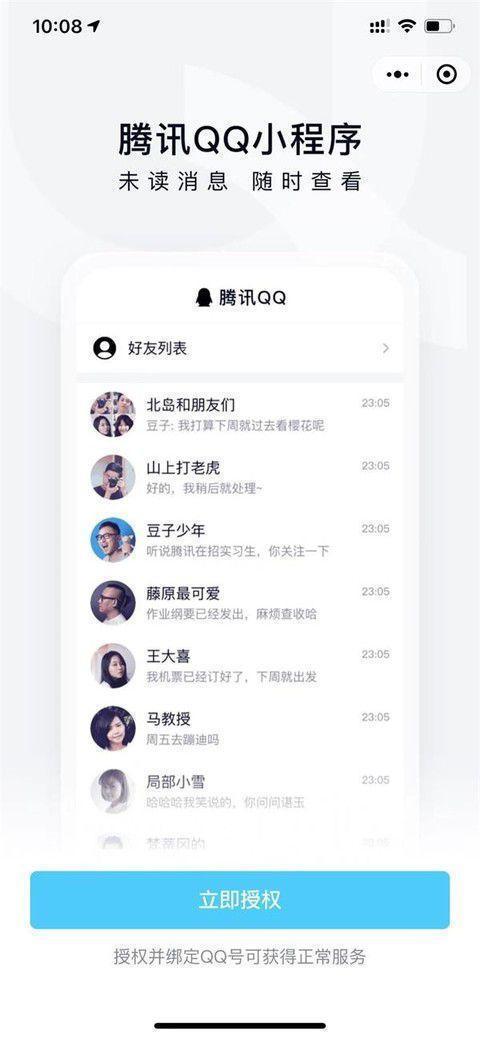 10:08
腾讯QQ小程序
未读消息 随时查看
腾讯QQ
好友列表
北岛和朋友们 23:05
豆子: 我打算下周就过去看樱花呢
山上打老虎 23:05
好的，我稍后就处理~
豆子少年 23:05
听说腾讯在招实习生，你关注一下
藤原最可爱 23:05
作业纲要已经发出，麻烦查收哈
王大喜 23:05
我机票已经订好了，下周就出发
马教授 23:05
周五去蹦迪吗
局部小雪 23:05
哈哈哈我笑说的，你问问谌玉
立即授权
授权并绑定QQ号可获得正常服务